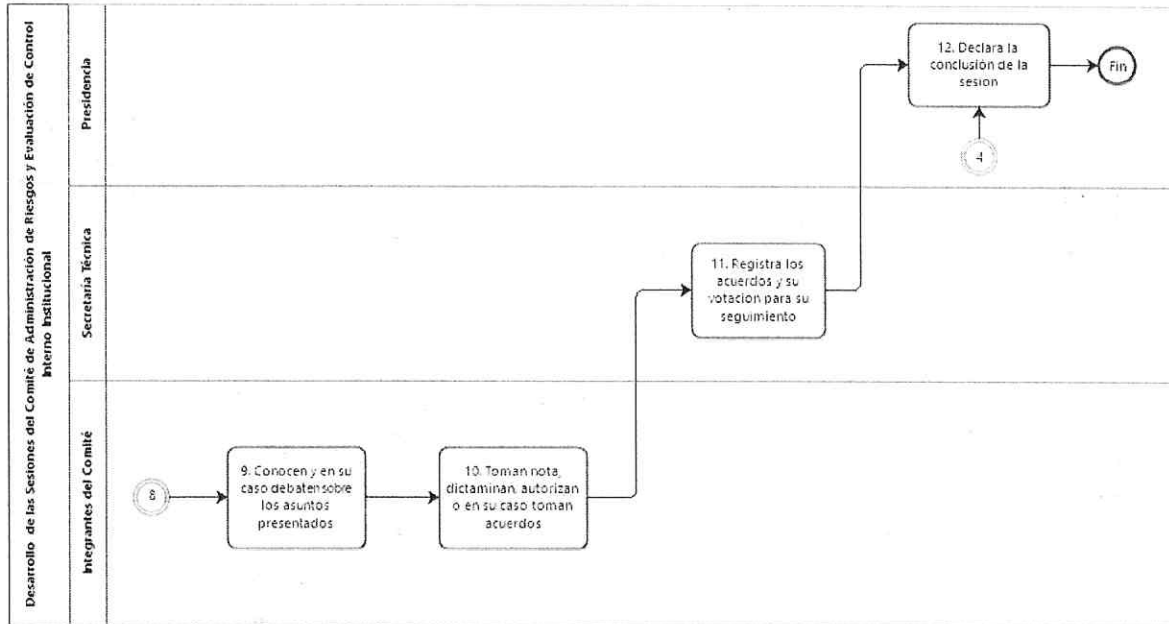 Desarrollo de las Sesiones del Comité de Administración de Riesgos y Evaluación de Control
Interno Institucional
Presidencia
12. Declara la
conclusión de la
sesión
Fin
4
Secretaría Técnica
11. Registra los
acuerdos y su
votación para su
seguimiento
Integrantes del Comité
8
9. Conocen y en su
caso debaten sobre
los asuntos
presentados
10. Toman nota,
dictaminan, autorizan
o en su caso toman
acuerdos